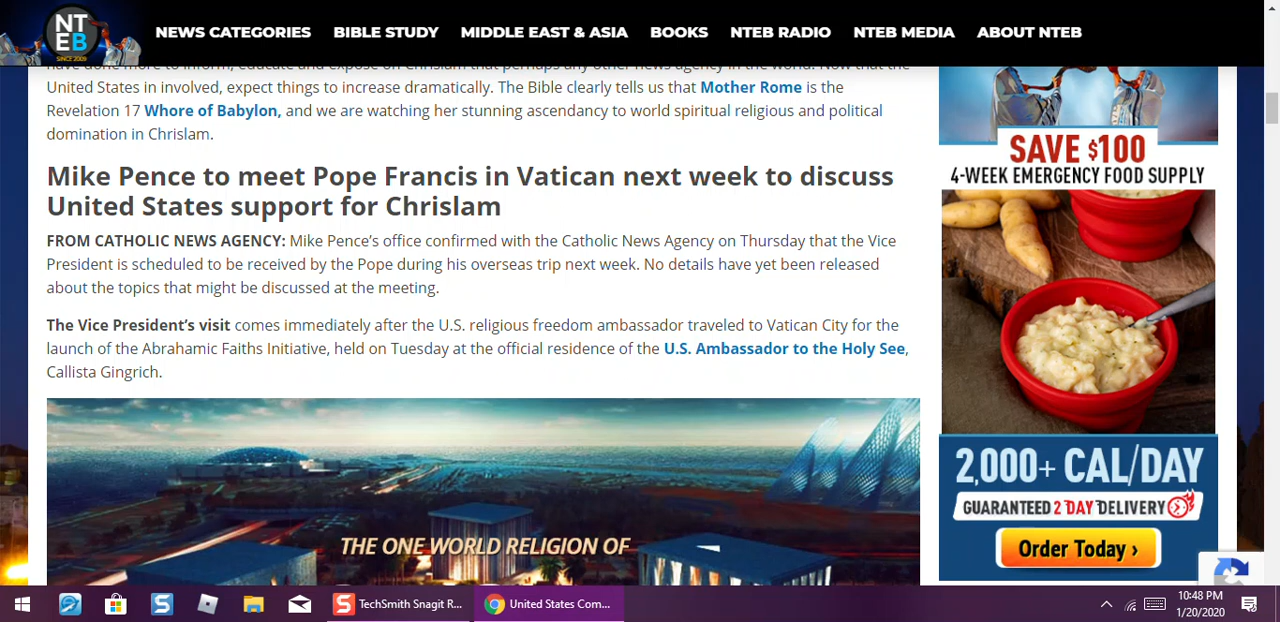 NT
EB
SINCE 2009
NEWS CATEGORIES BIBLE STUDY MIDDLE EAST & ASIA BOOKS NTEB RADIO NTEB MEDIA ABOUT NTEB
United States in involved, expect things to increase dramatically. The Bible clearly tells us that Mother Rome is the
Revelation 17 Whore of Babylon, and we are watching her stunning ascendancy to world spiritual religious and political
domination in Chrislam.
Mike Pence to meet Pope Francis in Vatican next week to discuss
United States support for Chrislam
FROM CATHOLIC NEWS AGENCY: Mike Pence's office confirmed with the Catholic News Agency on Thursday that the Vice
President is scheduled to be received by the Pope during his overseas trip next week. No details have yet been released
about the topics that might be discussed at the meeting.
The Vice President's visit comes immediately after the U.S. religious freedom ambassador traveled to Vatican City for the
launch of the Abrahamic Faiths Initiative, held on Tuesday at the official residence of the U.S. Ambassador to the Holy See,
Callista Gingrich.
THE ONE WORLD RELIGION OF
SAVE $100
4-WEEK EMERGENCY FOOD SUPPLY
2,000+ CAL/DAY
GUARANTEED 2 DAY DELIVERY
Order Today ›
TechSmith Snagit R... United States Com...
10:48 PM
1/20/2020